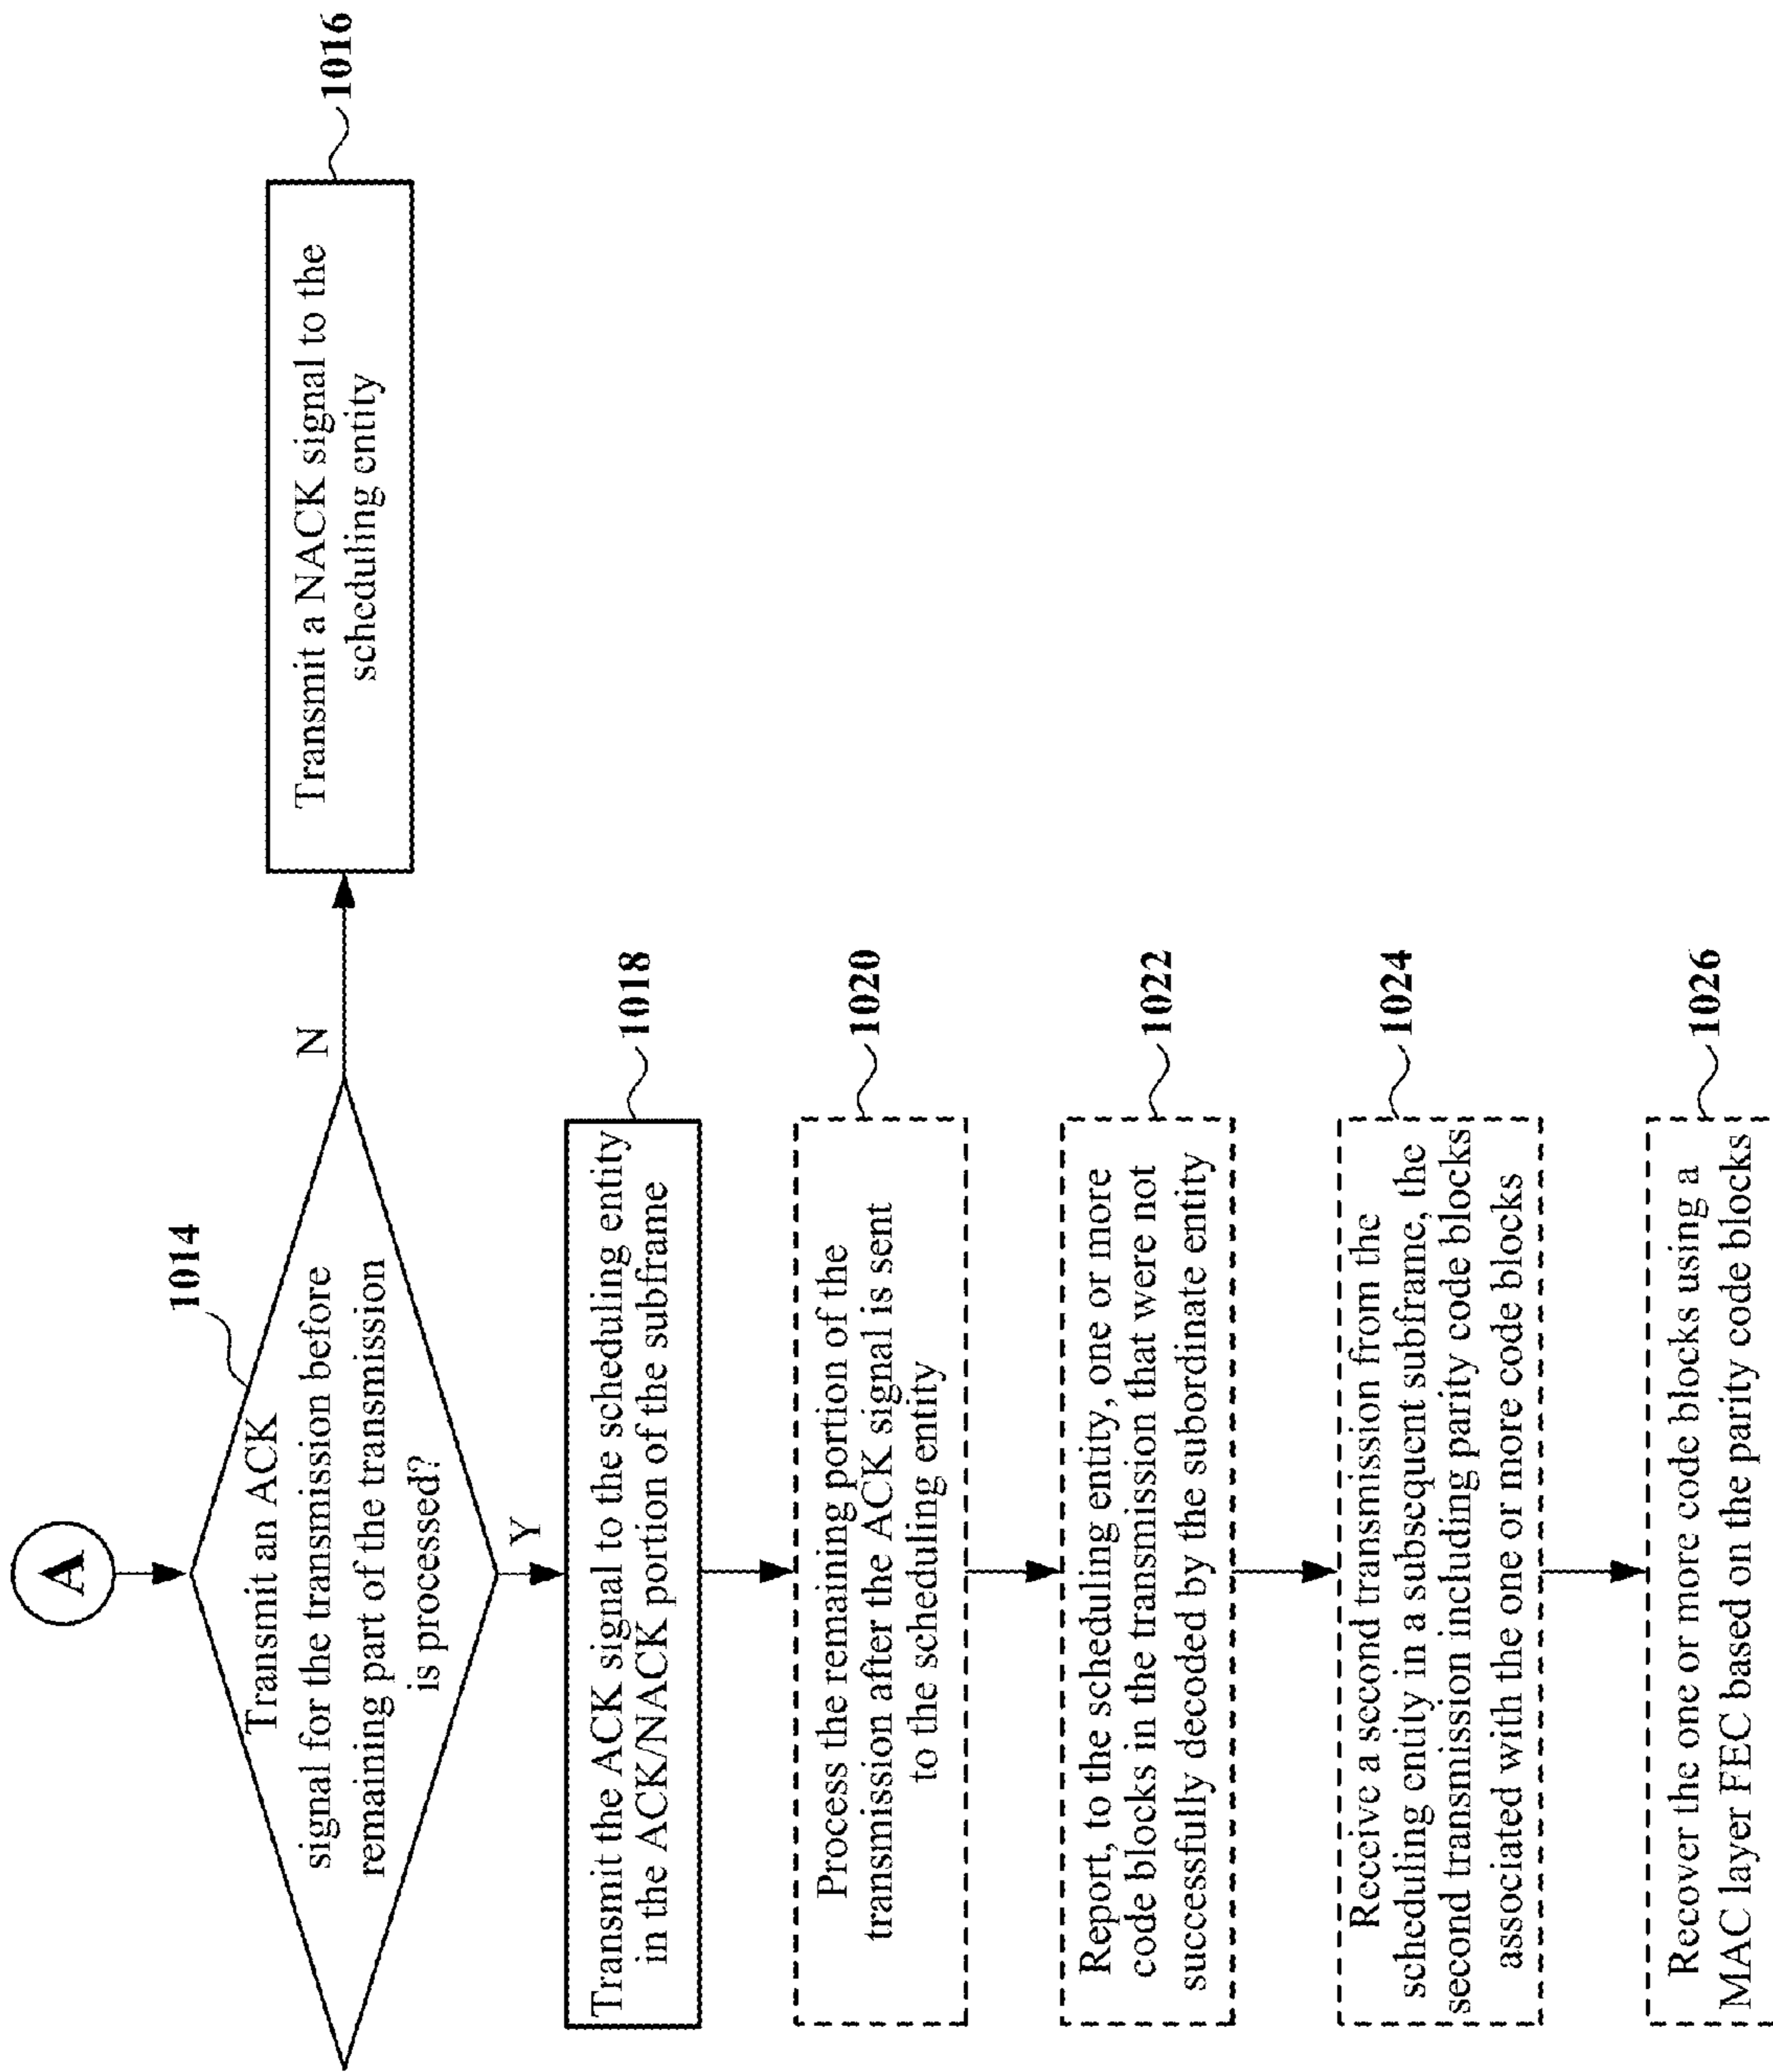 A
1014
Transmit an ACK
signal for the transmission before
remaining part of the transmission
is processed?
N
Transmit a NACK signal to the
scheduling entity
1016
Y
Transmit the ACK signal to the scheduling entity
in the ACK/NACK portion of the subframe
1018
Process the remaining portion of the
transmission after the ACK signal is sent
to the scheduling entity
1020
Report, to the scheduling entity, one or more
code blocks in the transmission that were not
successfully decoded by the subordinate entity
1022
Receive a second transmission from the
scheduling entity in a subsequent subframe, the
second transmission including parity code blocks
associated with the one or more code blocks
1024
Recover the one or more code blocks using a
MAC layer FEC based on the parity code blocks
1026